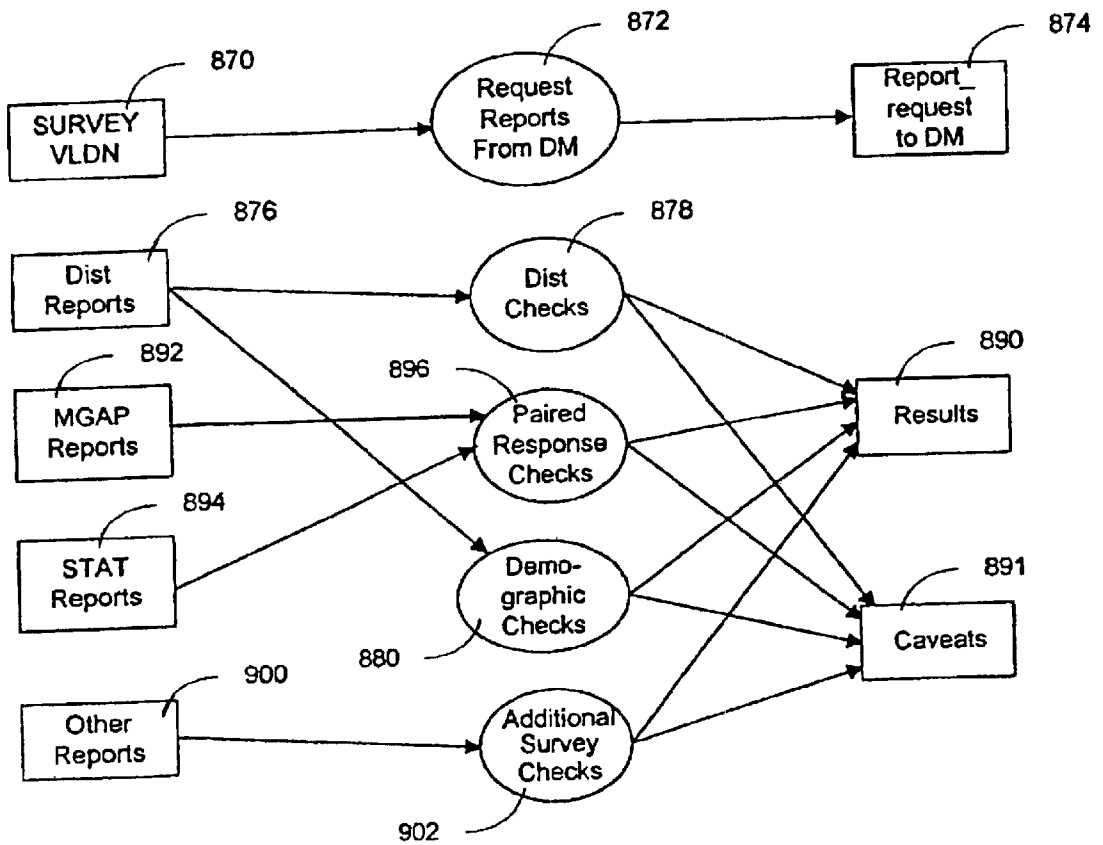 870
872
874
SURVEY
VLDN
Request
Reports
From DM
Report_
request
to DM
876
878
Dist
Reports
Dist
Checks
892
896
890
MGAP
Reports
Paired
Response
Checks
Results
894
STAT
Reports
Demo-
graphic
Checks
880
891
Caveats
900
Other
Reports
Additional
Survey
Checks
902